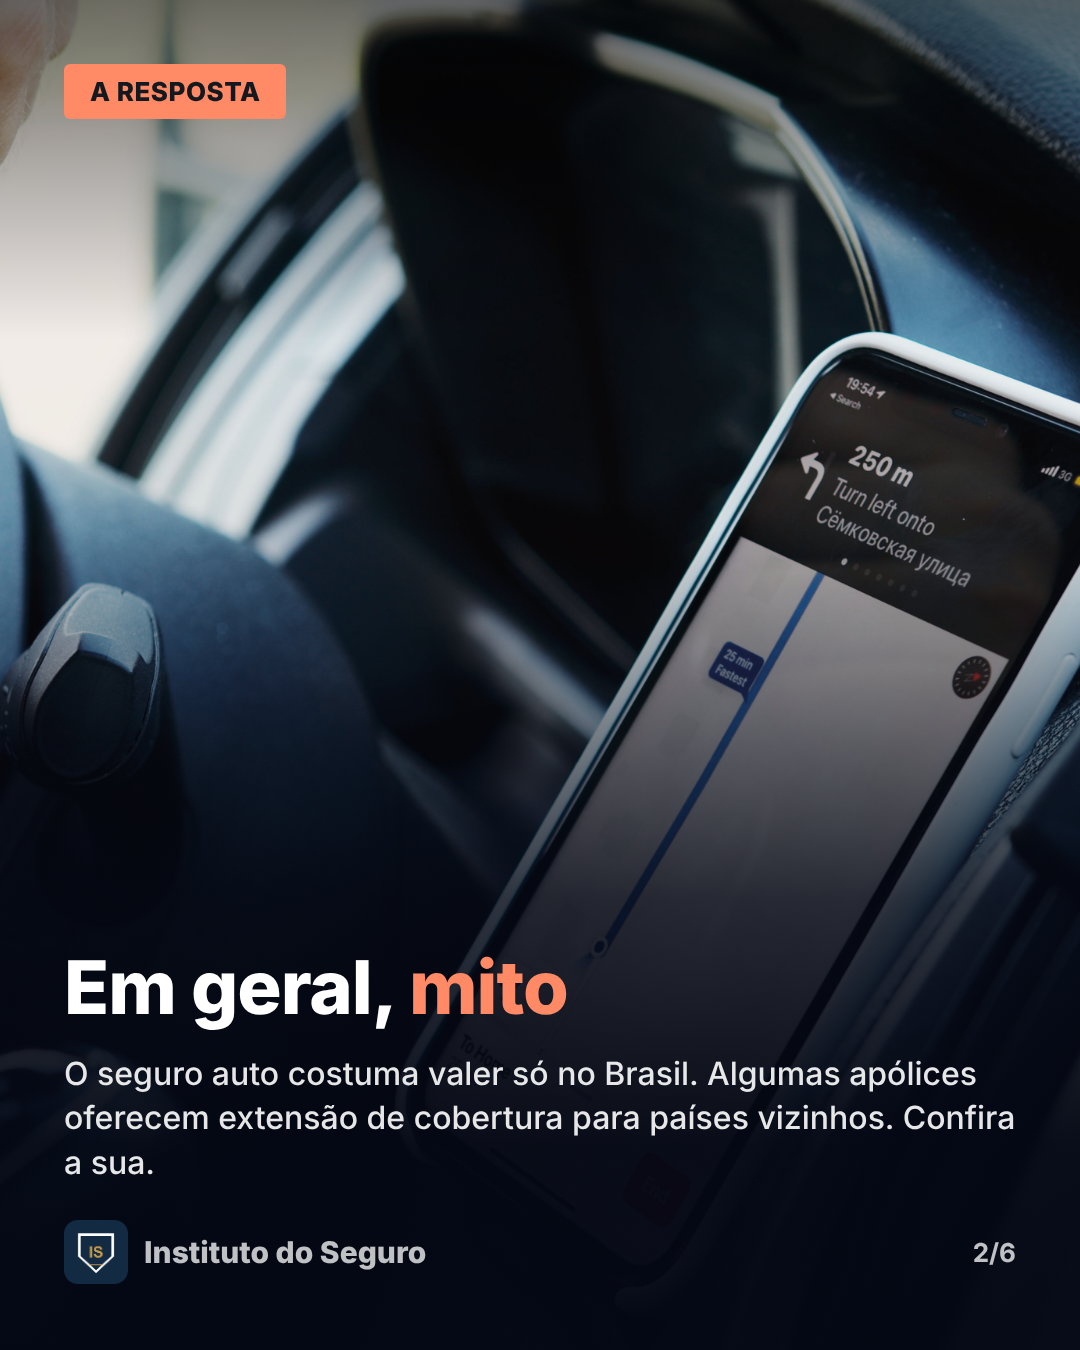 A RESPOSTA
19:54
Search
3G
250 m
Turn left onto
Сёмковская улица
25 min
Fastest
Em geral, mito
O seguro auto costuma valer só no Brasil. Algumas apólices
oferecem extensão de cobertura para países vizinhos. Confira
a sua.
IS
Instituto do Seguro
2/6